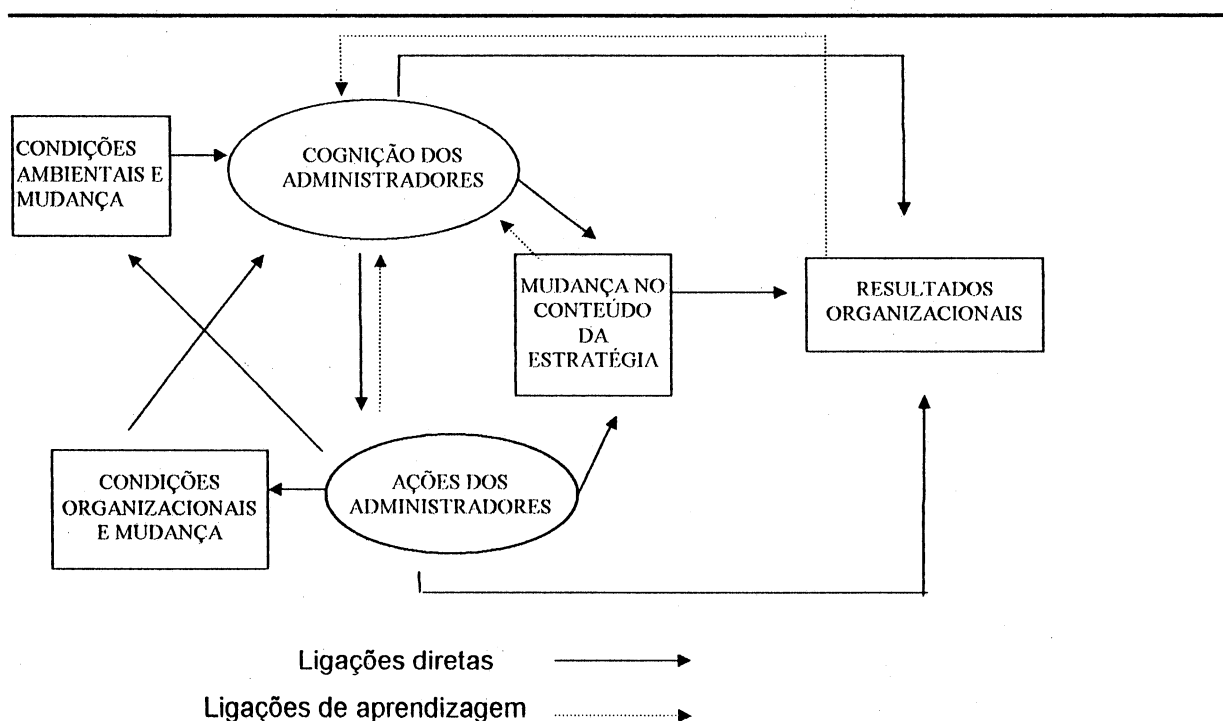 CONDIÇÕES
AMBIENTAIS E
MUDANÇA
COGNIÇÃO DOS
ADMINISTRADORES
MUDANÇA NO
CONTEÚDO
DA
ESTRATÉGIA
RESULTADOS
ORGANIZACIONAIS
CONDIÇÕES
ORGANIZACIONAIS
E MUDANÇA
AÇÕES DOS
ADMINISTRADORES
Ligações diretas
Ligações de aprendizagem